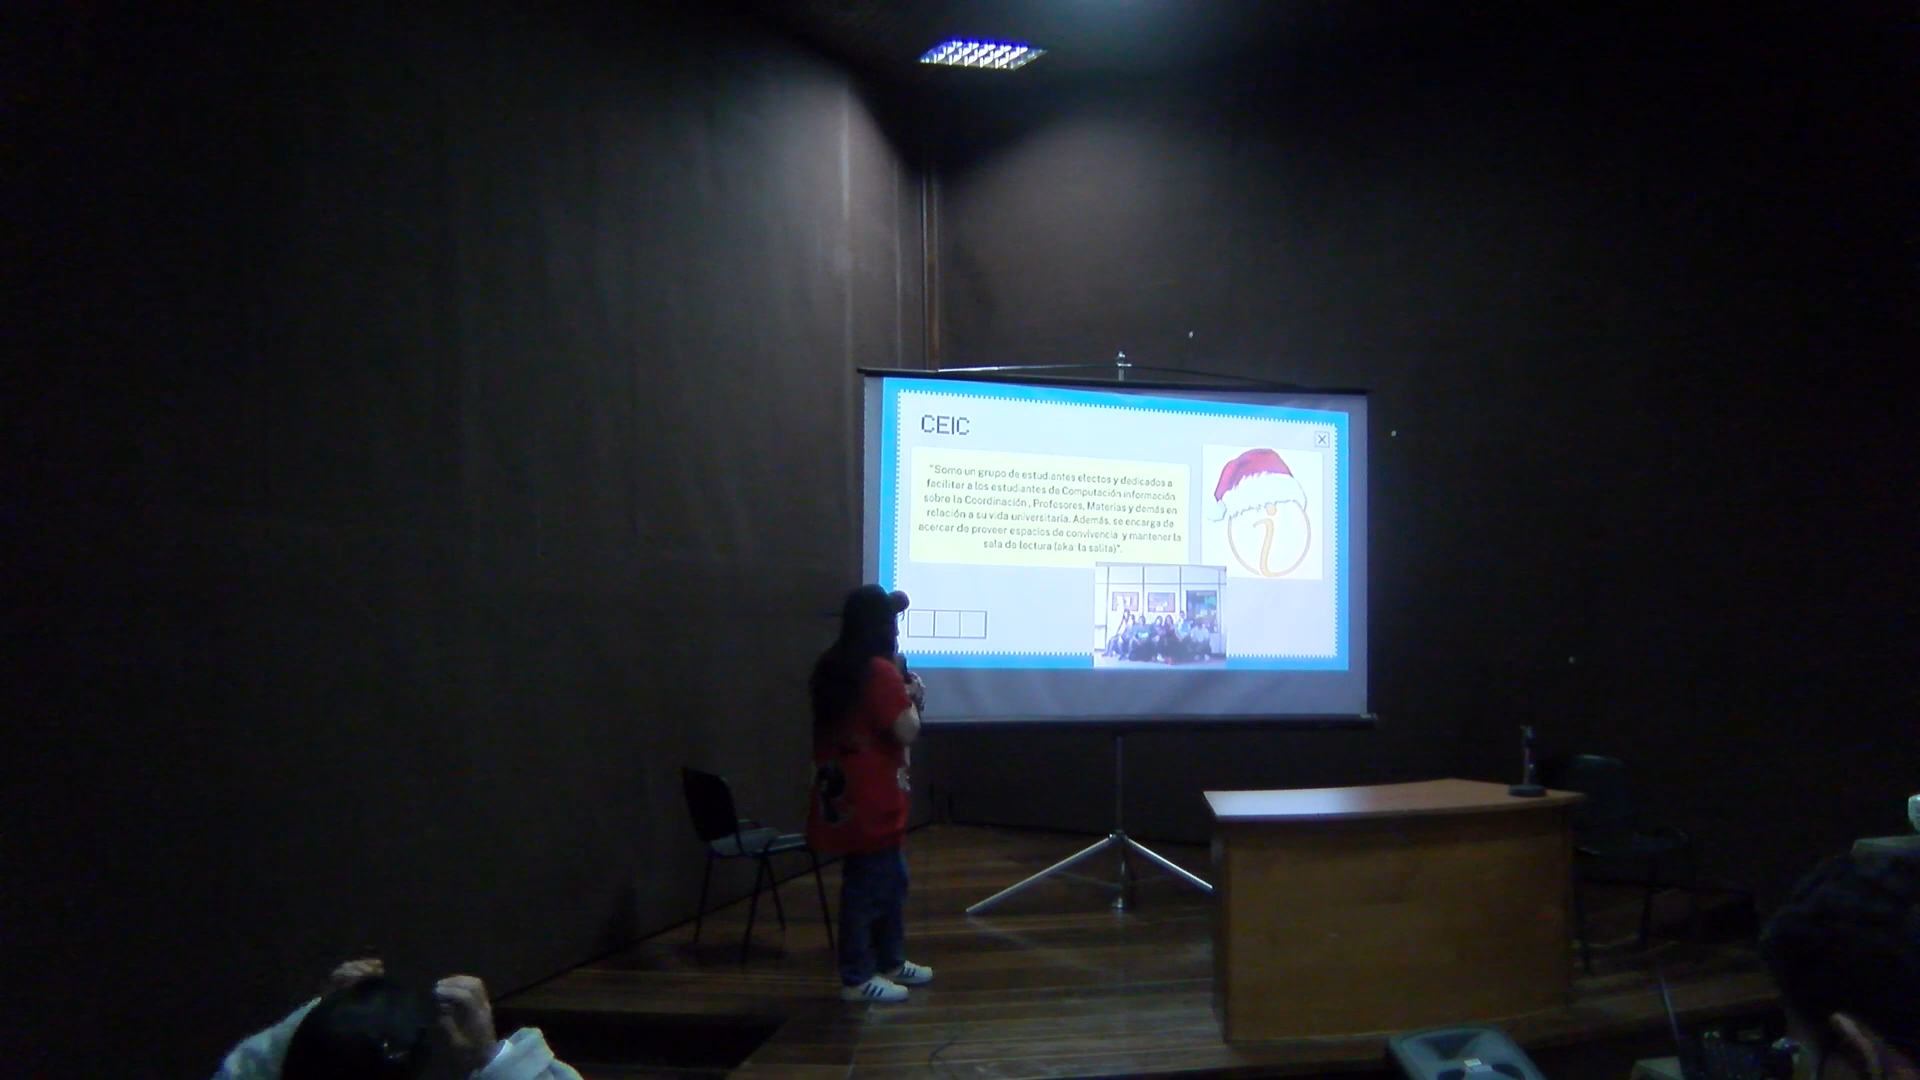 CEIC
"Somo un grupo de estudiantes electos y dedicados a
facilitar a los estudiantes de Computación información
sobre la Coordinación , Profesores, Materias y demás en
relación a su vida universitaria. Además, se encarga de
acercar de proveer espacios de convivencia y mantener la
sala de lectura (aka: la salita)".
i